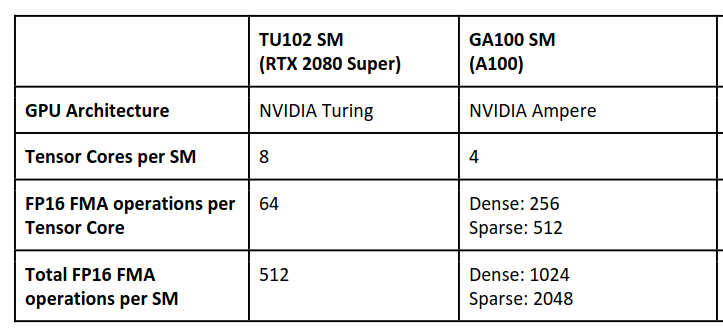 TU102 SM
(RTX 2080 Super)
GA100 SM
(A100)
GPU Architecture
NVIDIA Turing
NVIDIA Ampere
Tensor Cores per SM
8
4
FP16 FMA operations per
Tensor Core
64
Dense: 256
Sparse: 512
Total FP16 FMA
operations per SM
512
Dense: 1024
Sparse: 2048